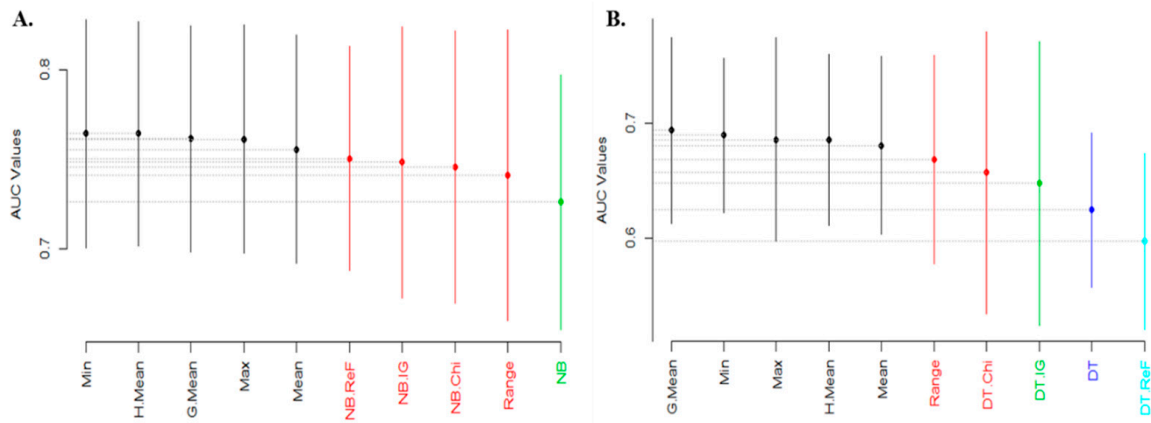 A.
AUC Values
0.8
0.7
Min
H.Mean
G.Mean
Max
Mean
NB.ReF
NB.IG
NB.Chi
Range
NB
B.
AUC Values
0.7
0.6
G.Mean
Min
Max
H.Mean
Mean
Range
DT.Chi
DT.IG
DT
DT.ReF